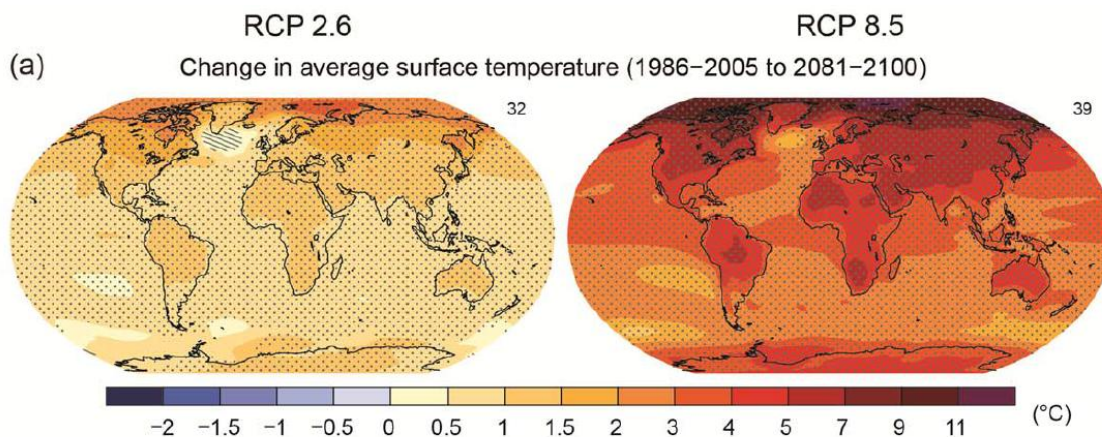 RCP 2.6 RCP 8.5
(a) Change in average surface temperature (1986−2005 to 2081−2100)
32 39
−2 −1.5 −1 −0.5 0 0.5 1 1.5 2 3 4 5 7 9 11 (°C)